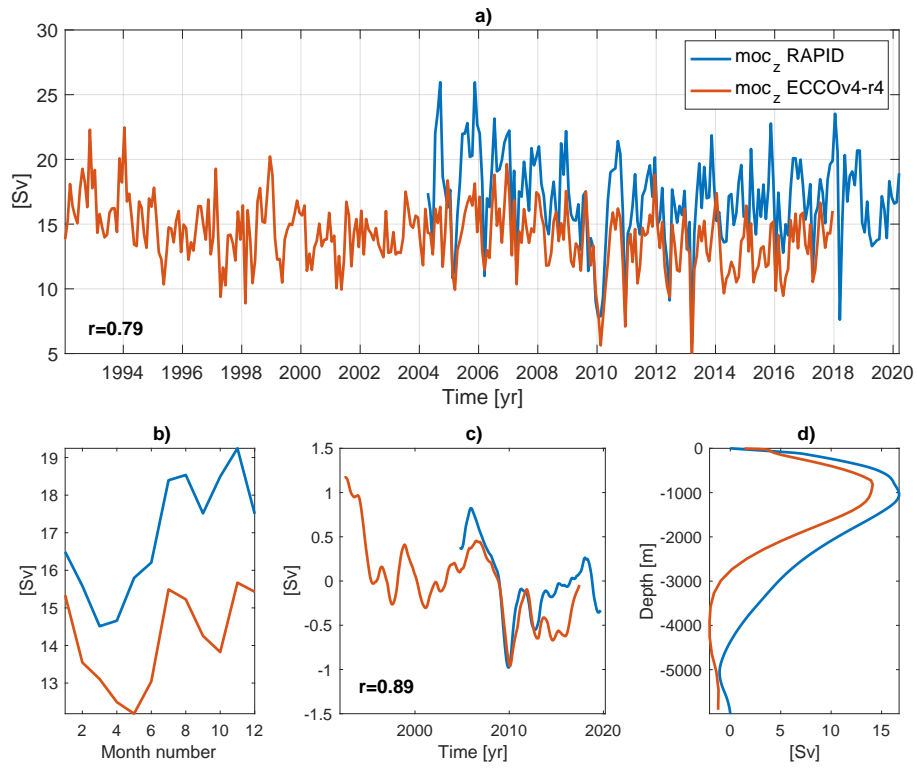 a)
30
25
20
15
10
5
[Sv]
moc_z RAPID
moc_z ECCOv4-r4
r=0.79
1994 1996 1998 2000 2002 2004 2006 2008 2010 2012 2014 2016 2018 2020
Time [yr]
b)
19
18
17
16
15
14
13
[Sv]
2 4 6 8 10 12
Month number
c)
1.5
1
0.5
0
-0.5
-1
-1.5
[Sv]
r=0.89
2000 2010 2020
Time [yr]
d)
0
-1000
-2000
-3000
-4000
-5000
Depth [m]
0 5 10 15
[Sv]